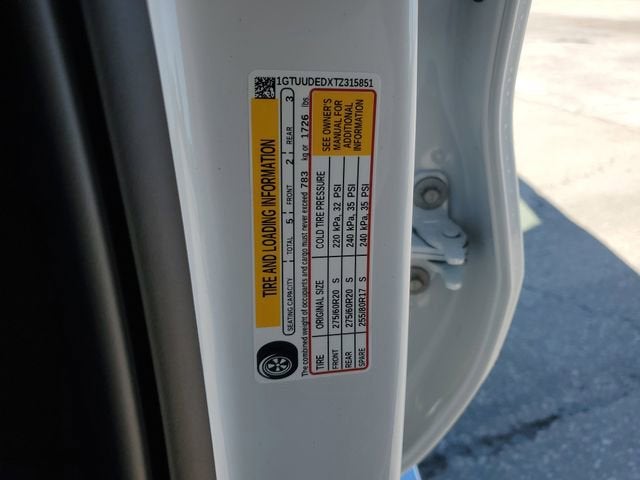 1GTUUDEDXTZ315851
TIRE AND LOADING INFORMATION
SEATING CAPACITY TOTAL 5 FRONT 2 REAR 3
The combined weight of occupants and cargo must never exceed 783 kg or 1726 lbs
TIRE ORIGINAL SIZE COLD TIRE PRESSURE
FRONT 275/60R20 S 220 kPa, 32 PSI
REAR 275/60R20 S 240 kPa, 35 PSI
SPARE 255/80R17 S 240 kPa, 35 PSI
SEE OWNER'S
MANUAL FOR
ADDITIONAL
INFORMATION